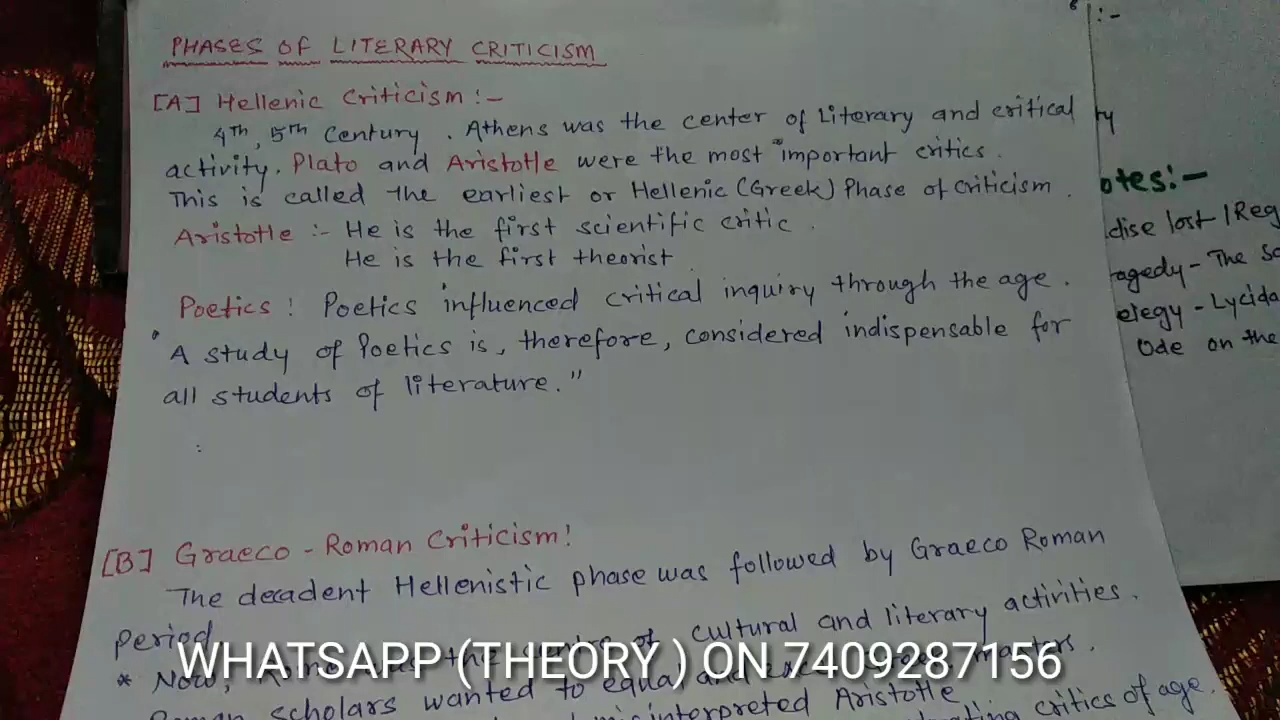 PHASES OF LITERARY CRITICISM
[A] Hellenic Criticism :-
4th, 5th Century . Athens was the center of Literary and critical
activity. Plato and Aristotle were the most important critics .
This is called the earliest or Hellenic (Greek) Phase of Criticism .
Aristotle :- He is the first scientific critic .
He is the first theorist .
Poetics : Poetics influenced critical inquiry through the age .
"A study of Poetics is, therefore, considered indispensable for
all students of literature."
[B] Graeco - Roman Criticism :
The decadent Hellenistic phase was followed by Graeco Roman
period
cultural and literary activities .
* Now,
scholars wanted to equal and
masters .
misinterpreted Aristotle
critics of age .
WHATSAPP (THEORY ) ON 7409287156
:-
ty
otes:-
dise lost / Reg
agedy - The Sa
elegy - Lycida
Ode on the